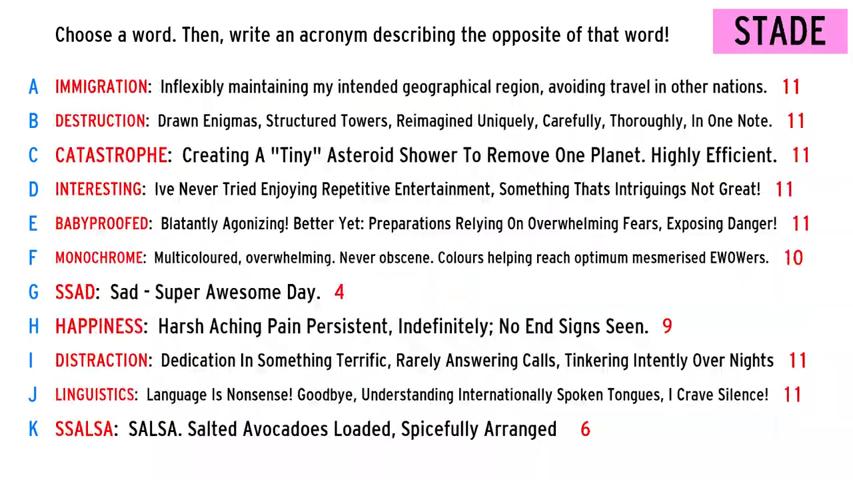 Choose a word. Then, write an acronym describing the opposite of that word!
STADE
A IMMIGRATION: Inflexibly maintaining my intended geographical region, avoiding travel in other nations. 11
B DESTRUCTION: Drawn Enigmas, Structured Towers, Reimagined Uniquely, Carefully, Thoroughly, In One Note. 11
C CATASTROPHE: Creating A "Tiny" Asteroid Shower To Remove One Planet. Highly Efficient. 11
D INTERESTING: Ive Never Tried Enjoying Repetitive Entertainment, Something Thats Intriguings Not Great! 11
E BABYPROOFED: Blatantly Agonizing! Better Yet: Preparations Relying On Overwhelming Fears, Exposing Danger! 11
F MONOCHROME: Multicoloured, overwhelming. Never obscene. Colours helping reach optimum mesmerised EWOWers. 10
G SSAD: Sad - Super Awesome Day. 4
H HAPPINESS: Harsh Aching Pain Persistent, Indefinitely; No End Signs Seen. 9
I DISTRACTION: Dedication In Something Terrific, Rarely Answering Calls, Tinkering Intently Over Nights 11
J LINGUISTICS: Language Is Nonsense! Goodbye, Understanding Internationally Spoken Tongues, I Crave Silence! 11
K SSALSA: SALSA. Salted Avocadoes Loaded, Spicefully Arranged 6